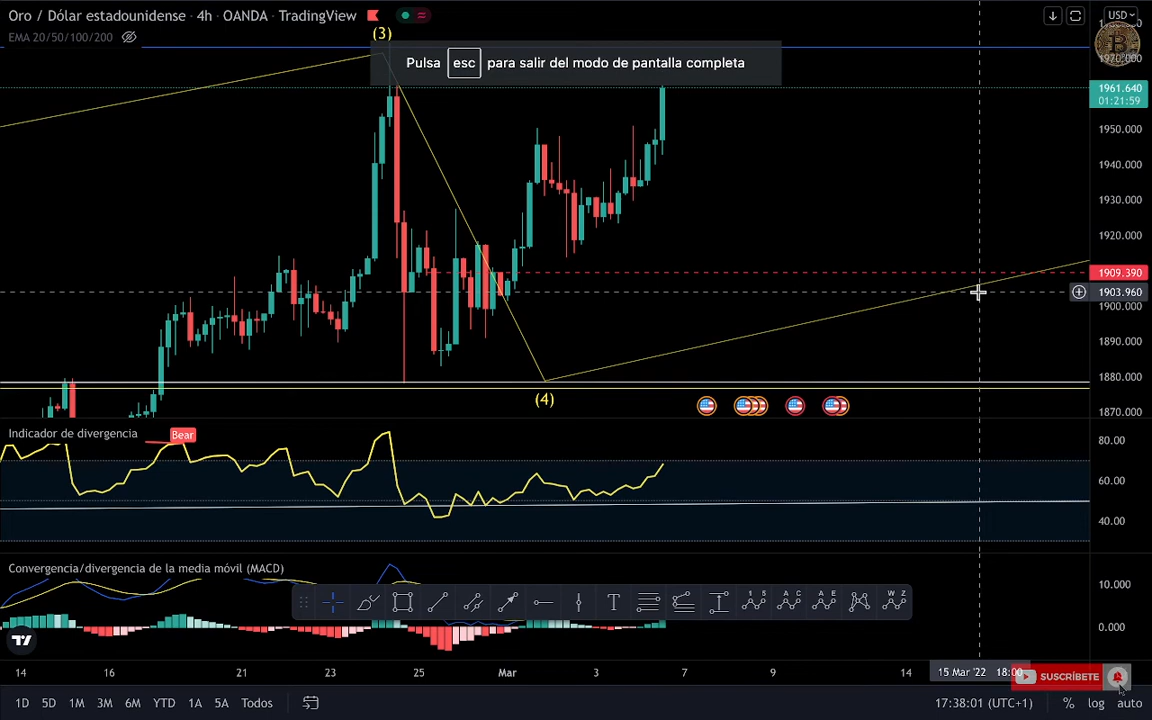 Oro / Dólar estadounidense · 4h · OANDA · TradingView
USD
EMA 20/50/100/200
(3)
Pulsa esc para salir del modo de pantalla completa
1970.000
1961.640
01:21:59
1950.000
1940.000
1930.000
1920.000
1909.390
1903.960
1900.000
1890.000
1880.000
1870.000
(4)
Indicador de divergencia
Bear
80.00
60.00
40.00
Convergencia/divergencia de la media móvil (MACD)
10.000
0.000
1 5
A C
A E
W Z
14 16 21 25 Mar 3 7 9 14 15 Mar '22 18:00
SUSCRÍBETE
1D 5D 1M 3M 6M YTD 1A 5A Todos
17:38:01 (UTC+1) % log auto